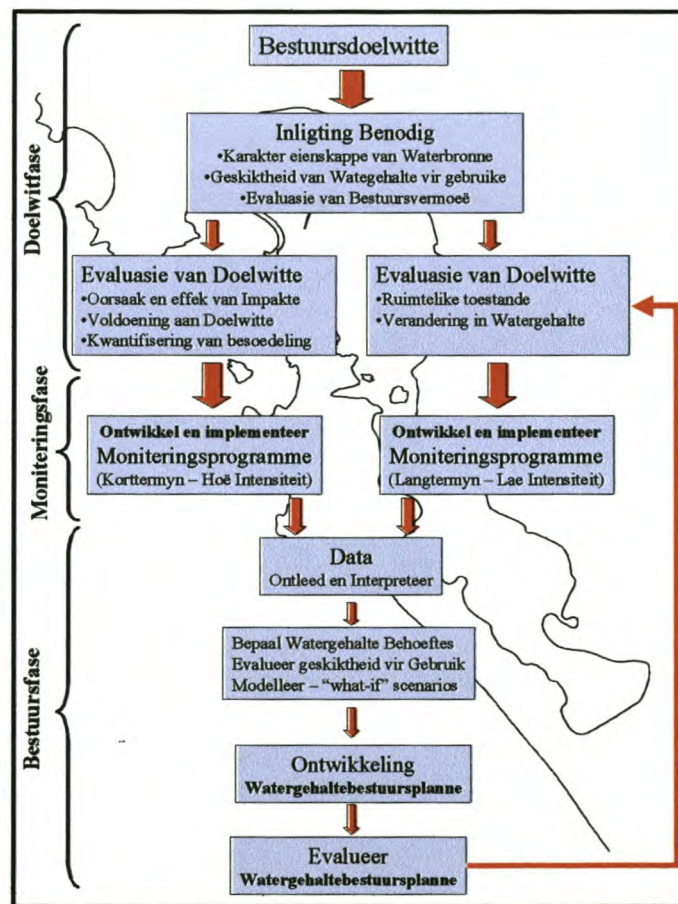 Bestuursdoelwitte
Inligting Benodig
•Karakter eienskappe van Waterbronne
•Geskiktheid van Wategehalte vir gebruike
•Evaluasie van Bestuursvermoeë
Doelwitfase
Evaluasie van Doelwitte
•Oorsaak en effek van Impakte
•Voldoening aan Doelwitte
•Kwantifisering van besoedeling
Evaluasie van Doelwitte
•Ruimtelike toestande
•Verandering in Watergehalte
Moniteringsfase
Ontwikkel en implementeer
Moniteringsprogramme
(Korttermyn – Hoë Intensiteit)
Ontwikkel en implementeer
Moniteringsprogramme
(Langtermyn – Lae Intensiteit)
Bestuursfase
Data
Ontleed en Interpreteer
Bepaal Watergehalte Behoeftes
Evalueer geskiktheid vir Gebruik
Modelleer – “what-if” scenarios
Ontwikkeling
Watergehaltebestuursplanne
Evalueer
Watergehaltebestuursplanne